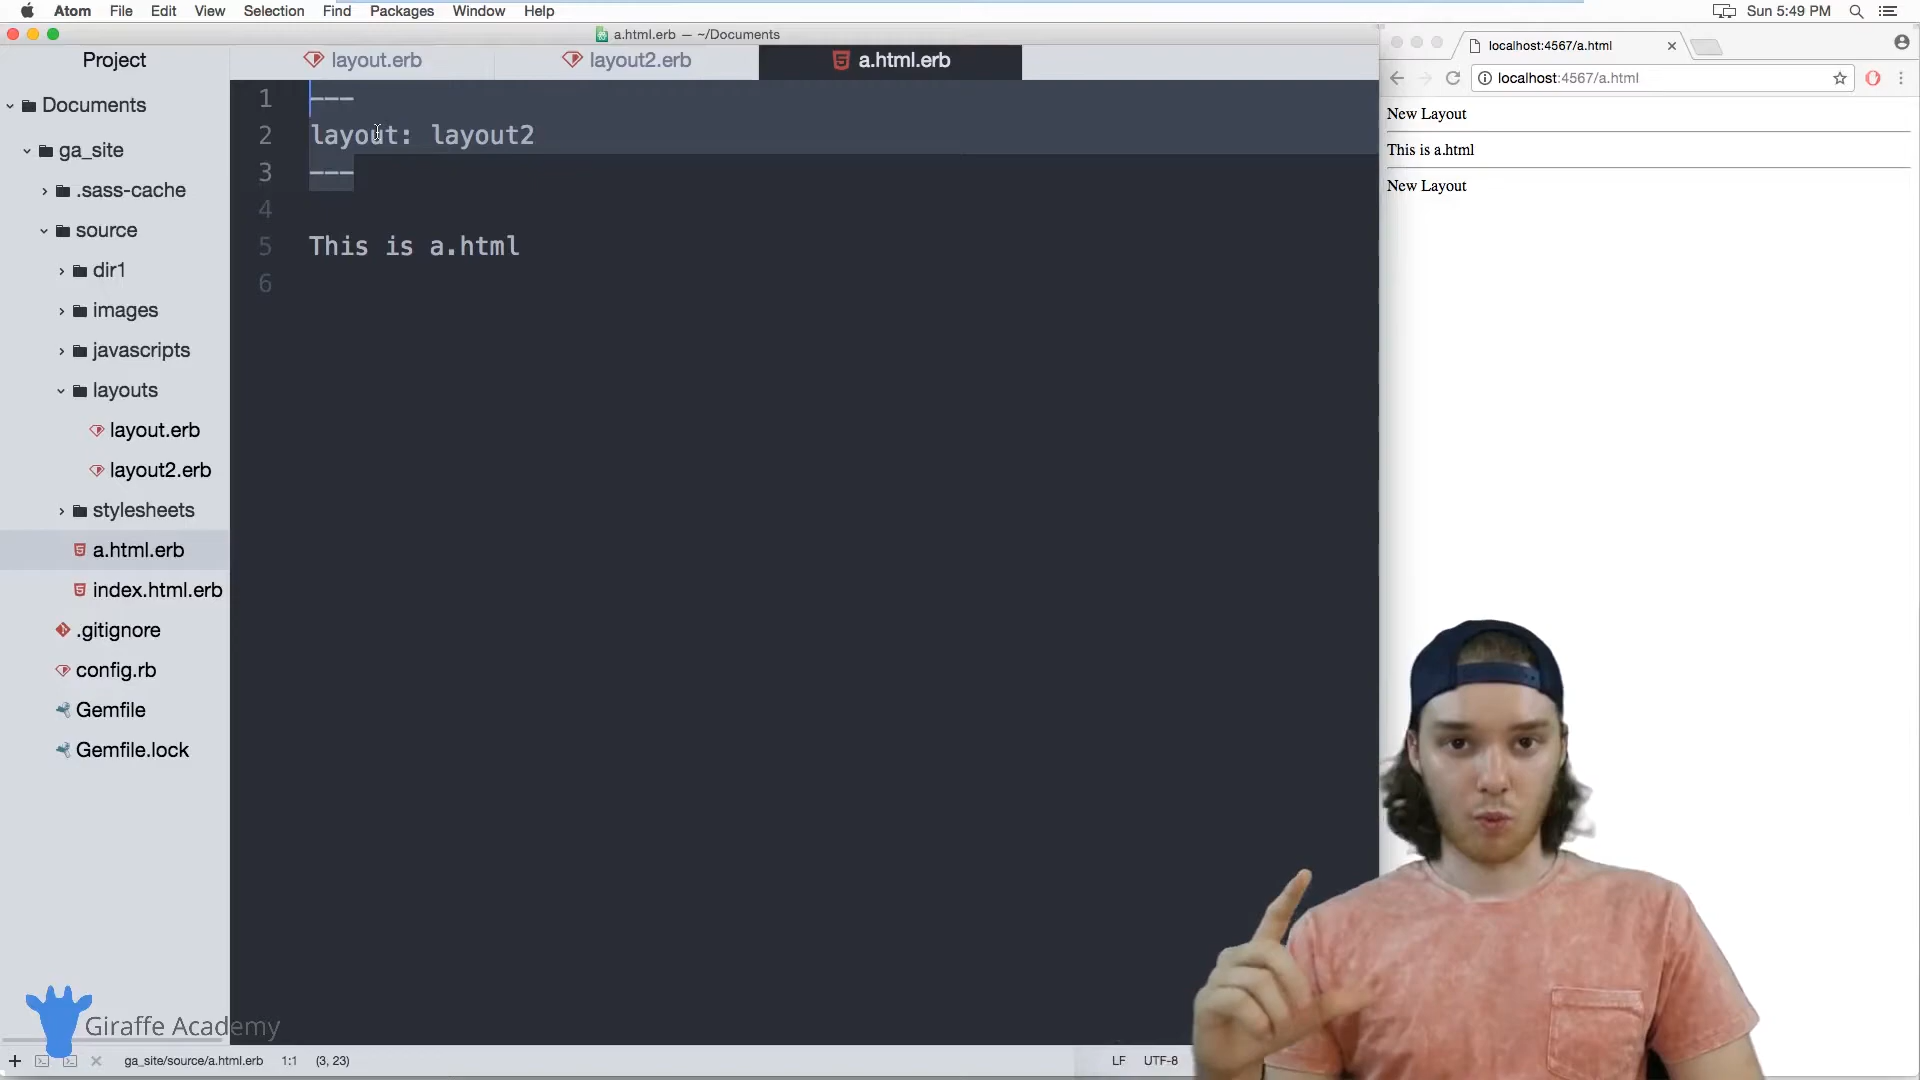 Atom File Edit View Selection Find Packages Window Help
Sun 5:49 PM
a.html.erb — ~/Documents
Project
layout.erb
layout2.erb
a.html.erb
localhost:4567/a.html
localhost:4567/a.html
Documents
ga_site
.sass-cache
source
dir1
images
javascripts
layouts
layout.erb
layout2.erb
stylesheets
a.html.erb
index.html.erb
.gitignore
config.rb
Gemfile
Gemfile.lock
1 ---
2 layout: layout2
3 ---
4
5 This is a.html
6
New Layout
This is a.html
New Layout
Giraffe Academy
ga_site/source/a.html.erb 1:1 (3, 23)
LF UTF-8